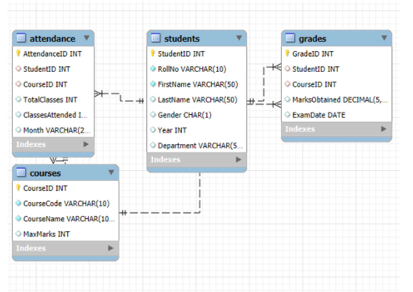 attendance
AttendanceID INT
StudentID INT
CourseID INT
TotalClasses INT
ClassesAttended I...
Month VARCHAR(2...
Indexes
students
StudentID INT
RollNo VARCHAR(10)
FirstName VARCHAR(50)
LastName VARCHAR(50)
Gender CHAR(1)
Year INT
Department VARCHAR(5...
Indexes
grades
GradeID INT
StudentID INT
CourseID INT
MarksObtained DECIMAL(5,...
ExamDate DATE
Indexes
courses
CourseID INT
CourseCode VARCHAR(10)
CourseName VARCHAR(10...
MaxMarks INT
Indexes